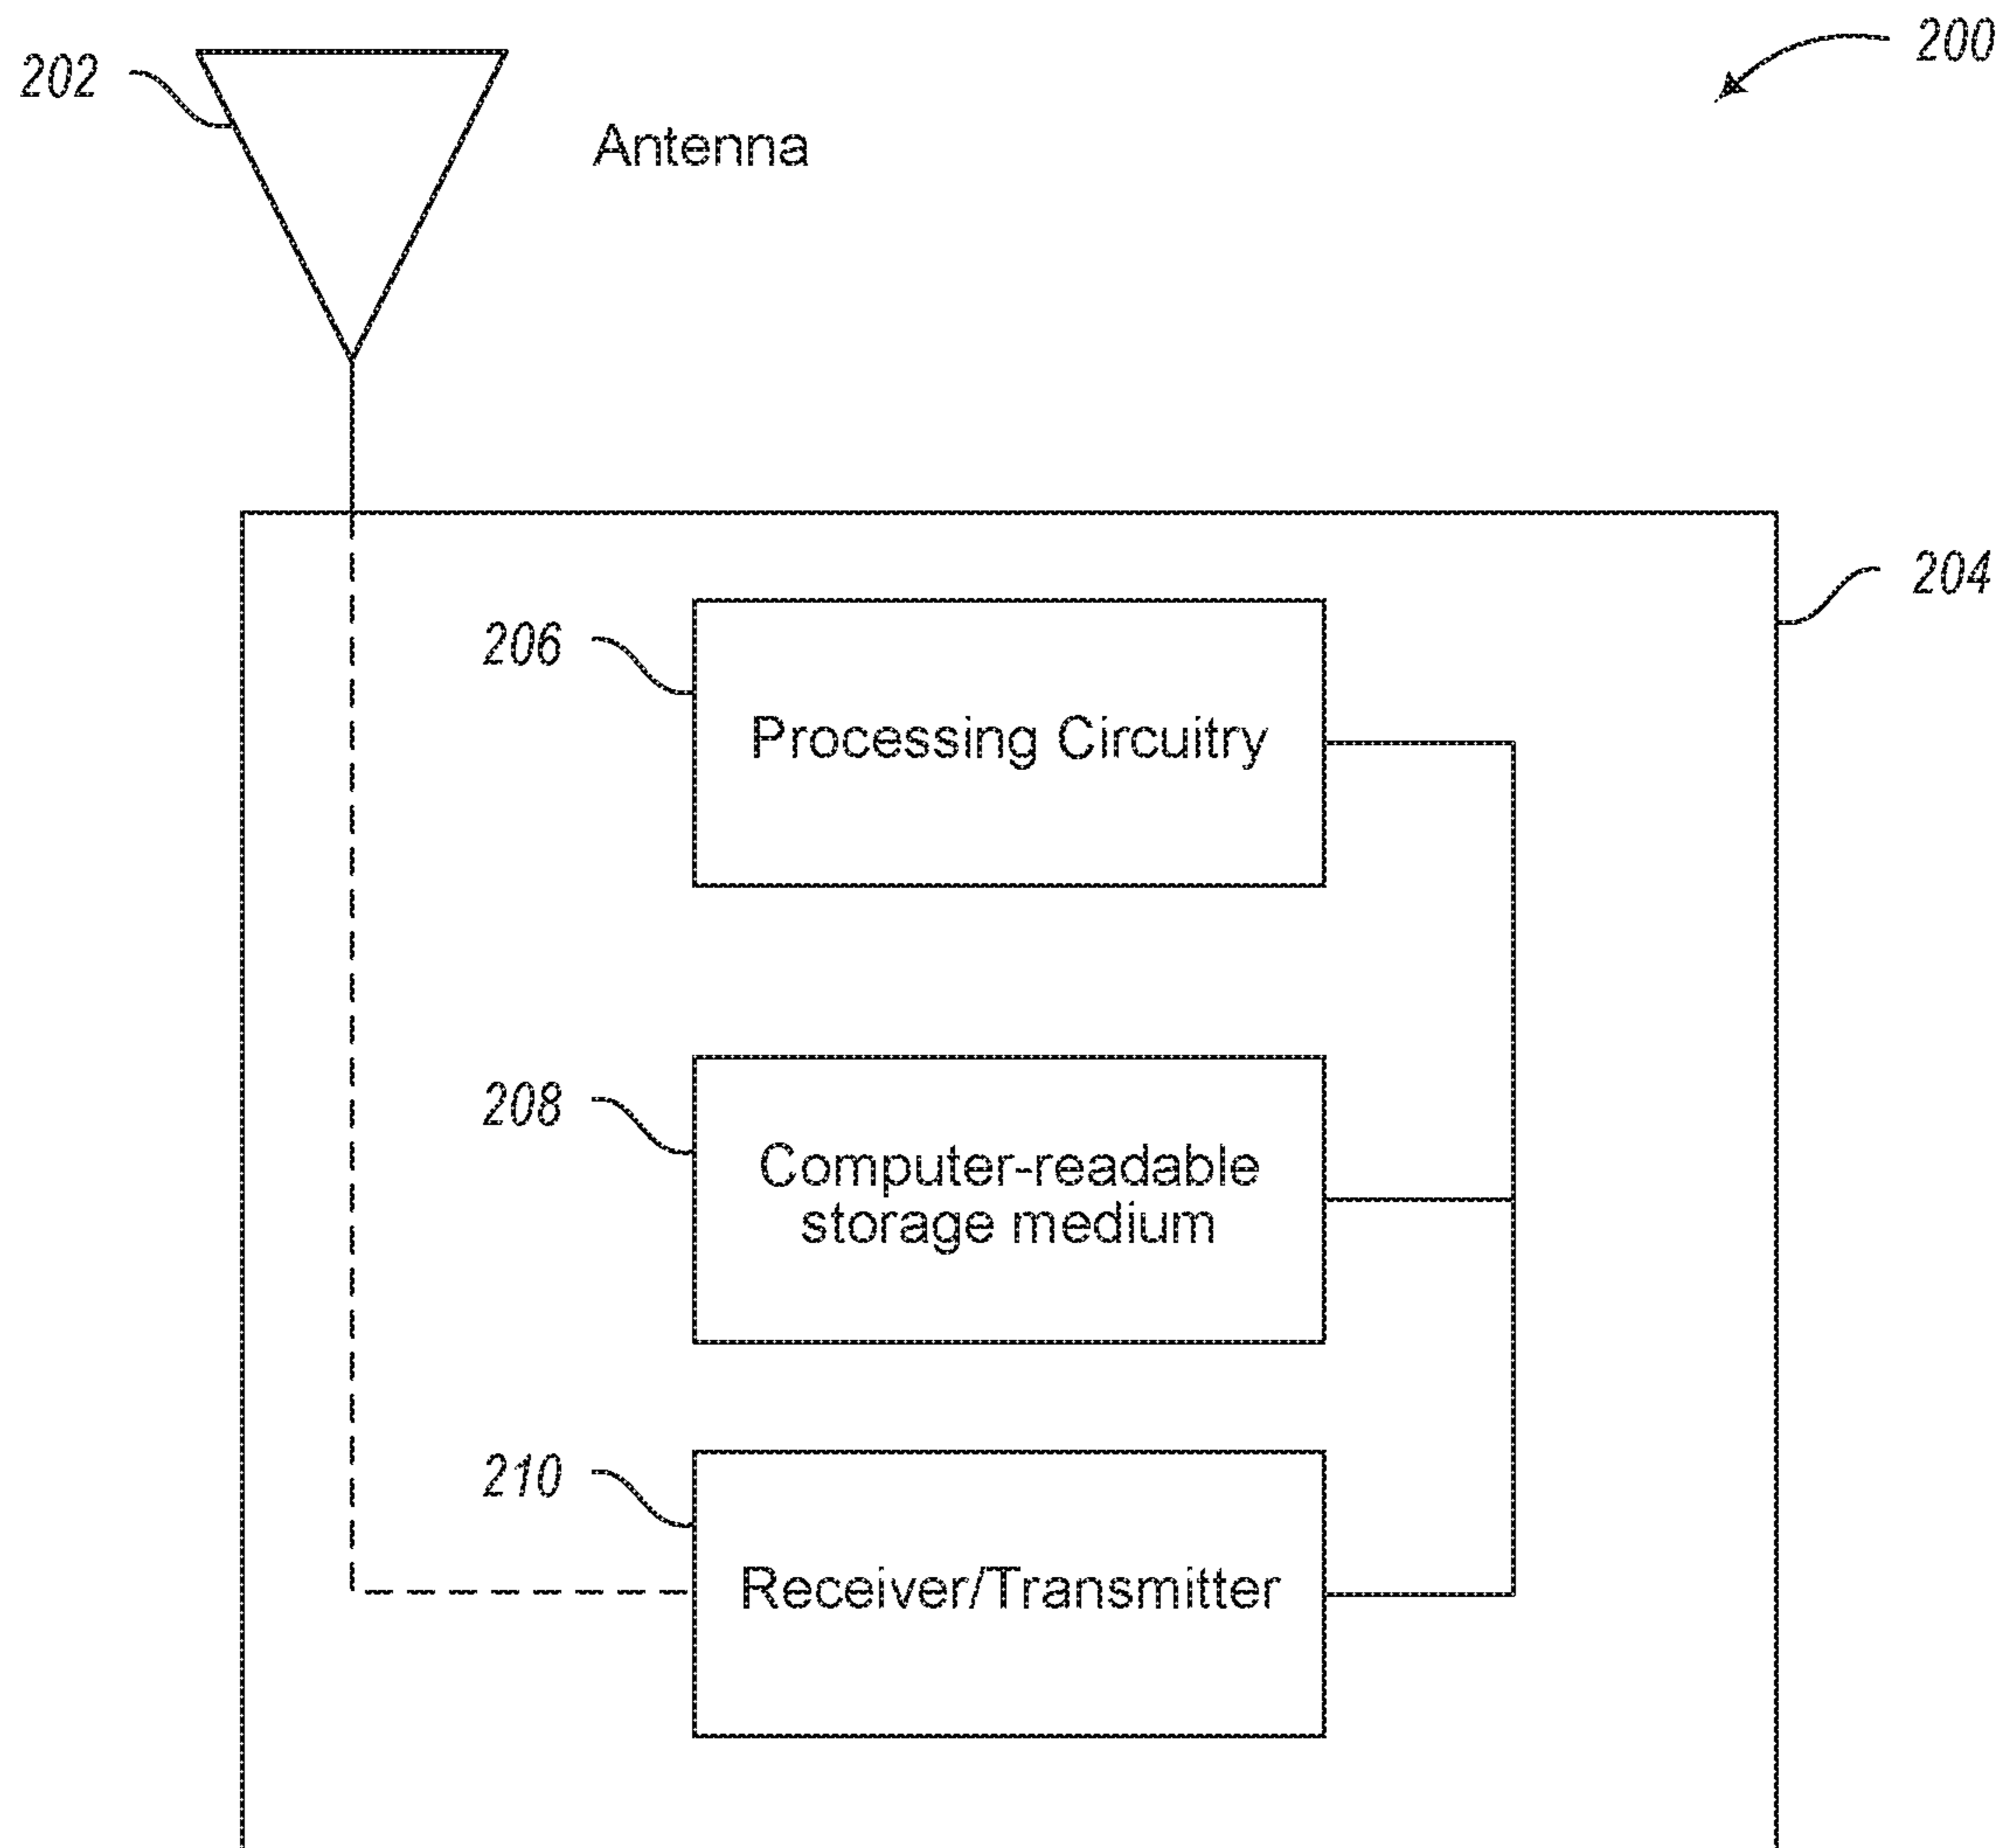 200
202
Antenna
204
206
Processing Circuitry
208
Computer-readable
storage medium
210
Receiver/Transmitter